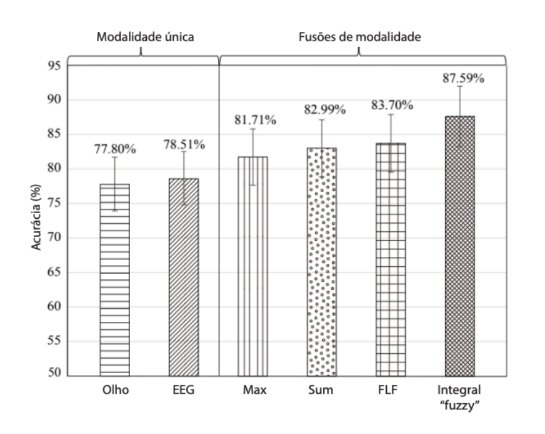 Modalidade única
Fusões de modalidade
Acurácia (%)
95
90
85
80
75
70
65
60
55
50
77.80%
78.51%
81.71%
82.99%
83.70%
87.59%
Olho
EEG
Max
Sum
FLF
Integral
“fuzzy”